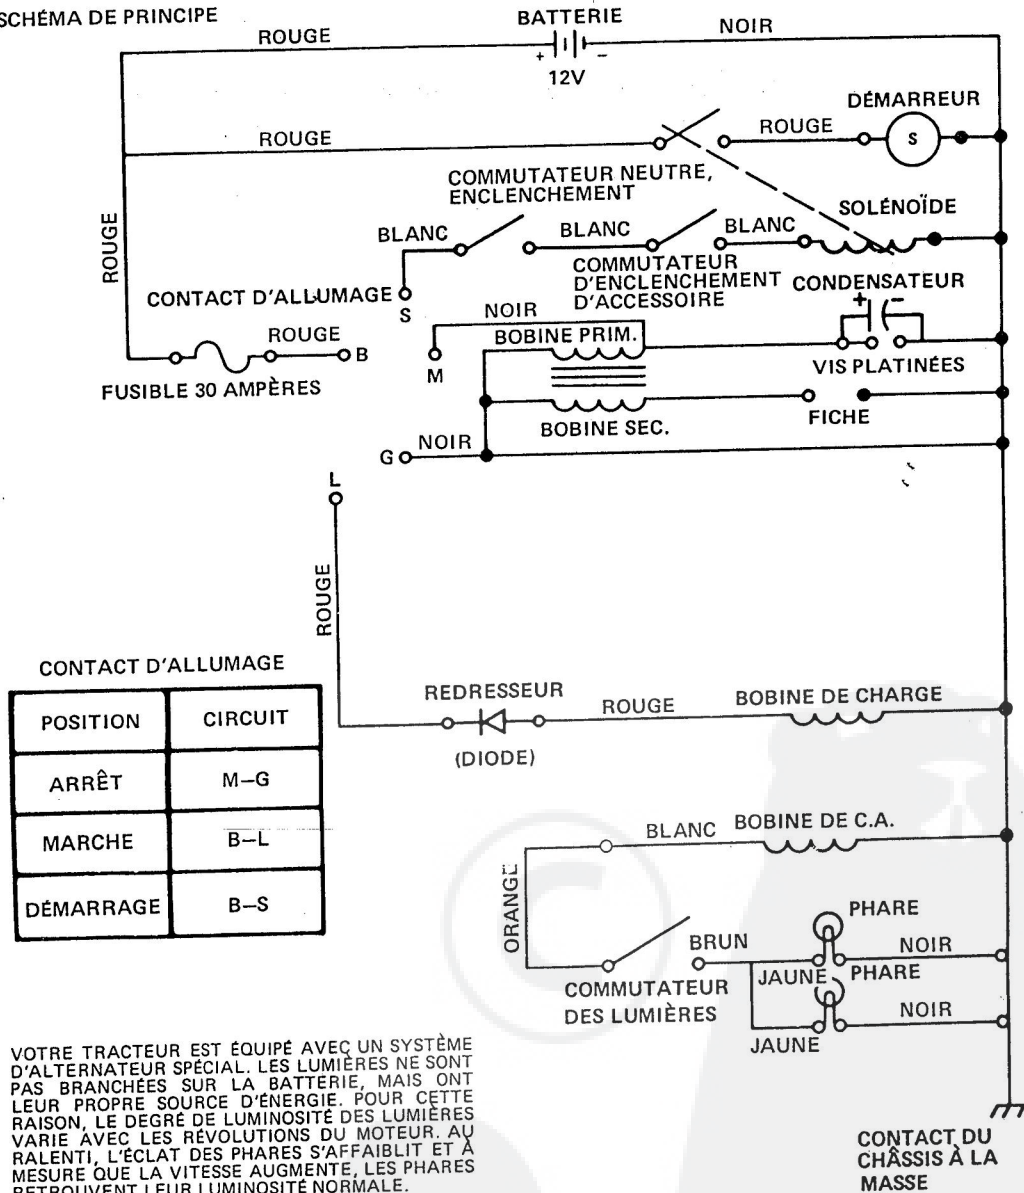 SCHÉMA DE PRINCIPE
BATTERIE
ROUGE
NOIR
+
–
12V
DÉMARREUR
ROUGE
ROUGE
S
COMMUTATEUR NEUTRE,
ENCLENCHEMENT
SOLÉNOÏDE
ROUGE
BLANC
BLANC
BLANC
COMMUTATEUR
D'ENCLENCHEMENT
D'ACCESSOIRE
CONDENSATEUR
CONTACT D'ALLUMAGE
S
NOIR
+ –
ROUGE
B
M
BOBINE PRIM.
VIS PLATINÉES
FUSIBLE 30 AMPÈRES
BOBINE SEC.
FICHE
G
NOIR
L
ROUGE
CONTACT D'ALLUMAGE
POSITION
CIRCUIT
ARRÊT
M–G
MARCHE
B–L
DÉMARRAGE
B–S
REDRESSEUR
ROUGE
BOBINE DE CHARGE
(DIODE)
BLANC
BOBINE DE C.A.
©
ORANGE
PHARE
BRUN
NOIR
JAUNE
PHARE
COMMUTATEUR
DES LUMIÈRES
NOIR
JAUNE
VOTRE TRACTEUR EST ÉQUIPÉ AVEC UN SYSTÈME
D'ALTERNATEUR SPÉCIAL. LES LUMIÈRES NE SONT
PAS BRANCHÉES SUR LA BATTERIE, MAIS ONT
LEUR PROPRE SOURCE D'ÉNERGIE. POUR CETTE
RAISON, LE DEGRÉ DE LUMINOSITÉ DES LUMIÈRES
VARIE AVEC LES RÉVOLUTIONS DU MOTEUR. AU
RALENTI, L'ÉCLAT DES PHARES S'AFFAIBLIT ET À
MESURE QUE LA VITESSE AUGMENTE, LES PHARES
RETROUVENT LEUR LUMINOSITÉ NORMALE.
CONTACT DU
CHÂSSIS À LA
MASSE